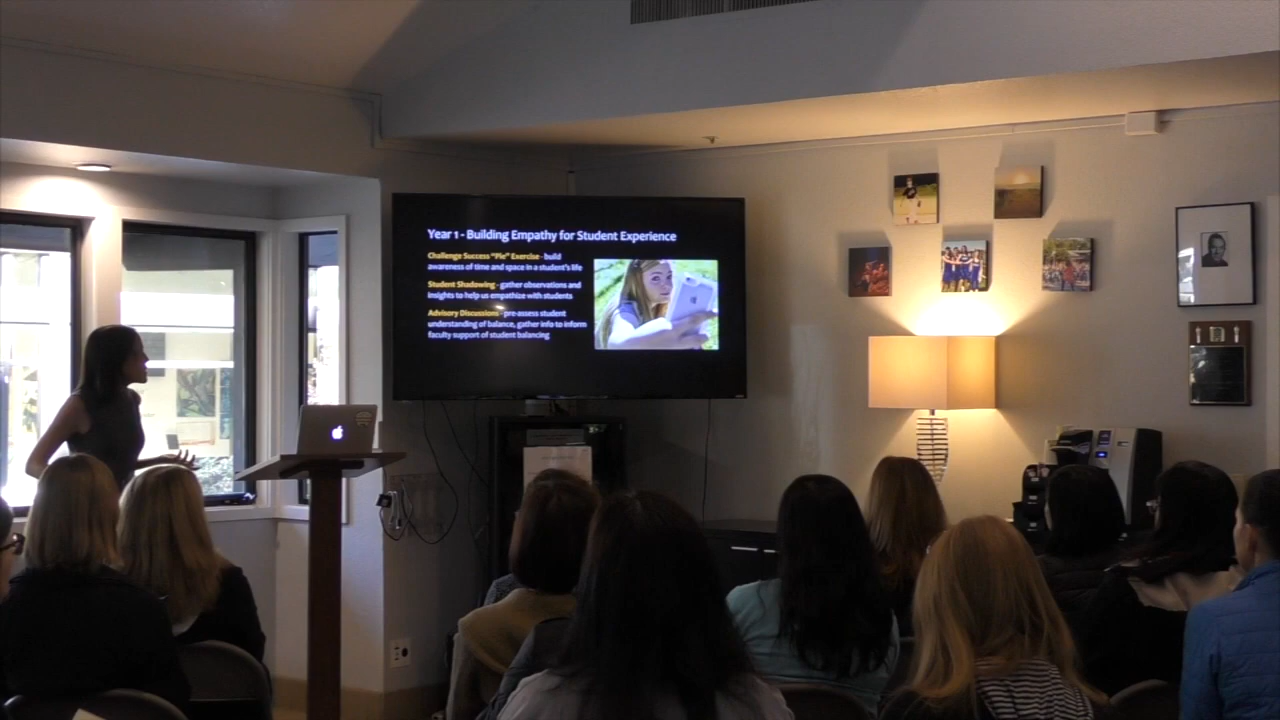 Year 1 - Building Empathy for Student Experience
Challenge Success "Pie" Exercise - build
awareness of time and space in a student's life
Student Shadowing - gather observations and
insights to help us empathize with students
Advisory Discussions - pre-assess student
understanding of balance, gather info to inform
faculty support of student balancing